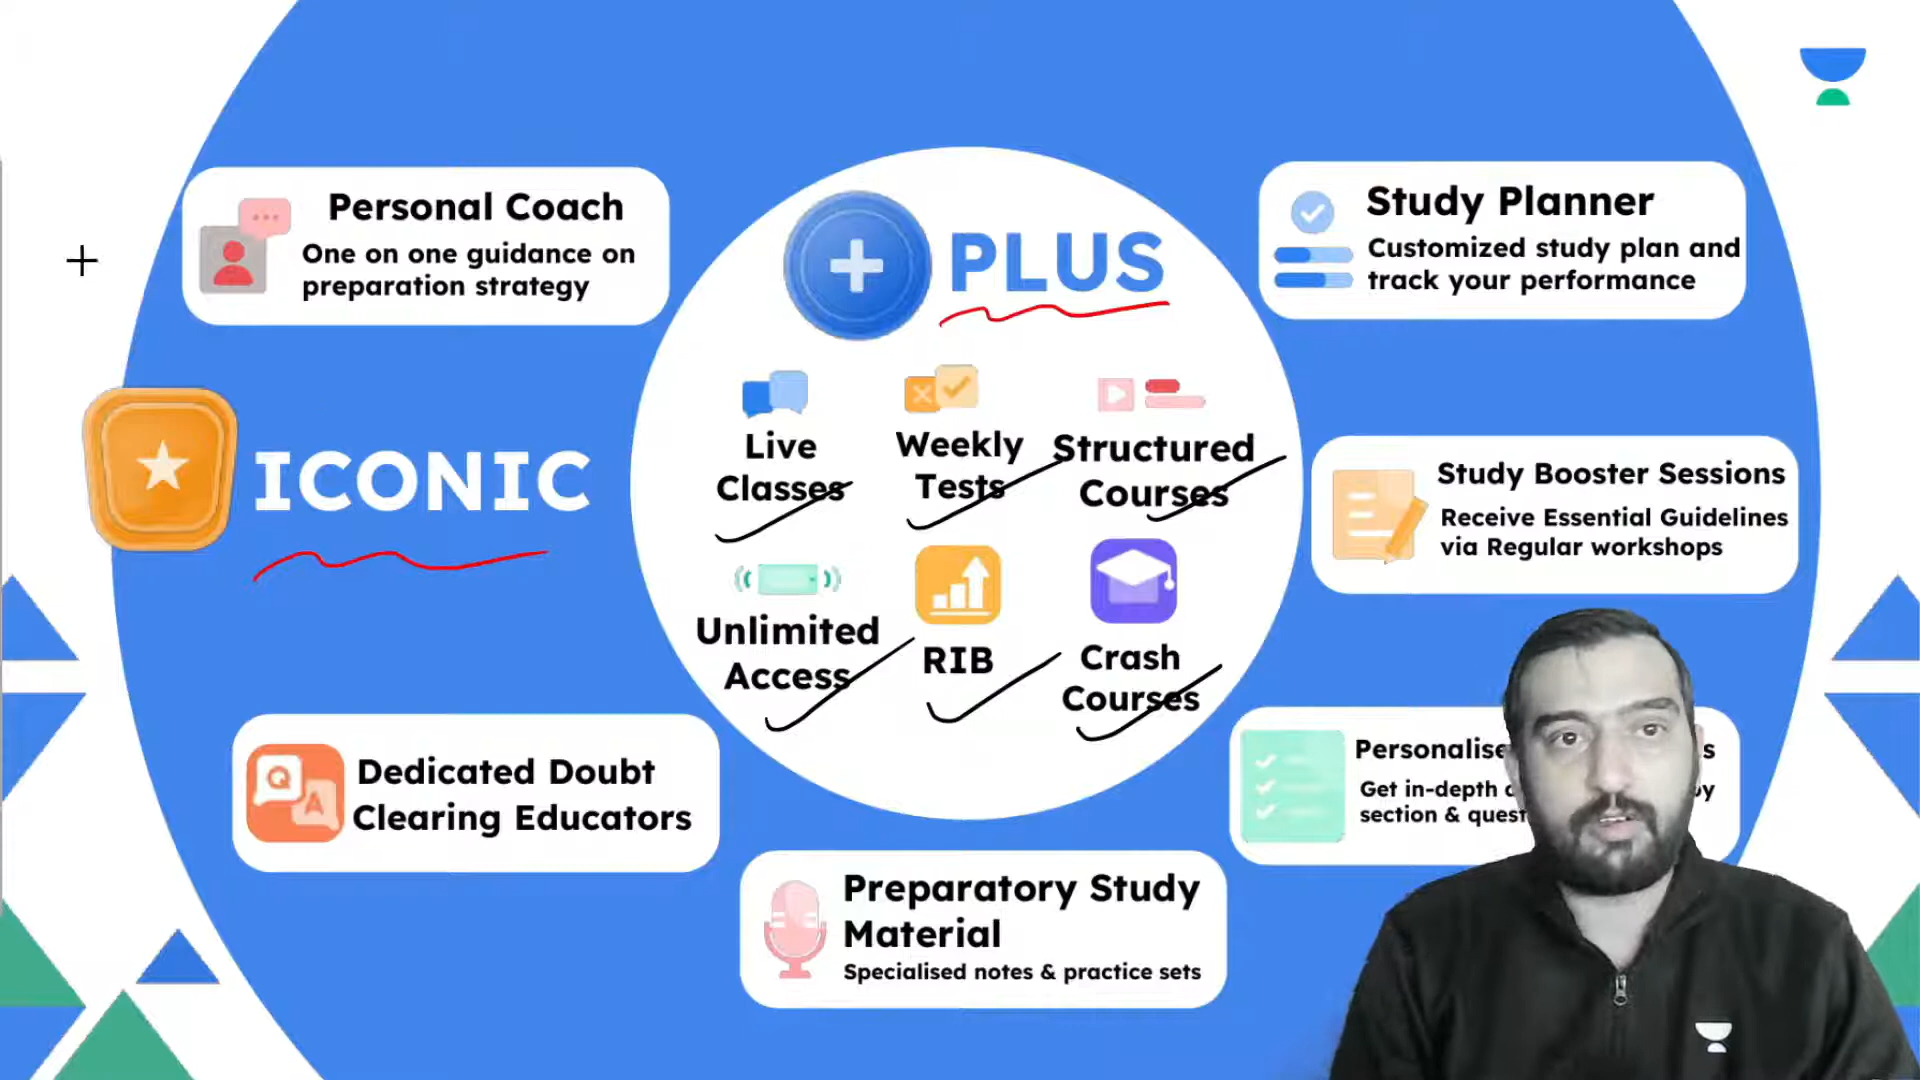 Personal Coach
One on one guidance on
preparation strategy
PLUS
Study Planner
Customized study plan and
track your performance
ICONIC
Live
Classes
Weekly
Tests
Structured
Courses
Unlimited
Access
RIB
Crash
Courses
Study Booster Sessions
Receive Essential Guidelines
via Regular workshops
Dedicated Doubt
Clearing Educators
Q
A
Preparatory Study
Material
Specialised notes & practice sets
Get in-depth
section &